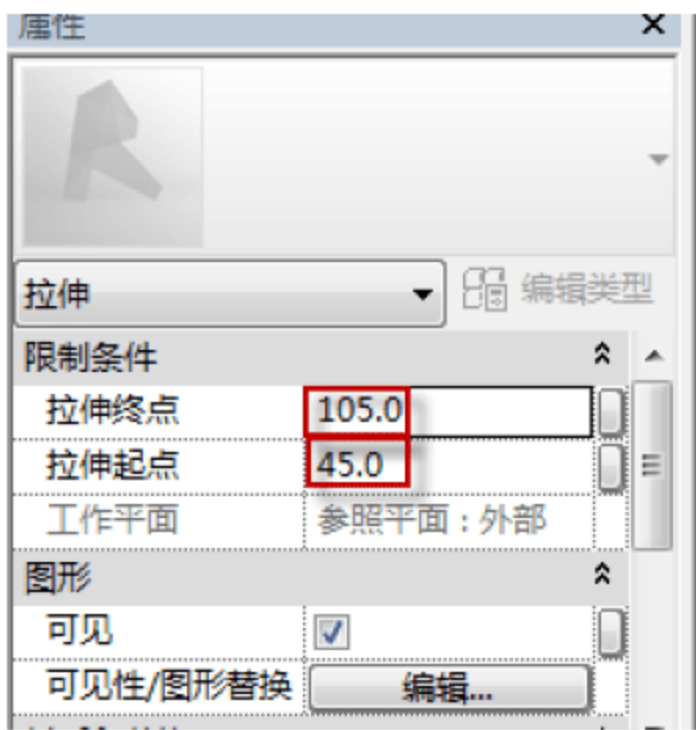 属性
拉伸
编辑类型
限制条件
拉伸终点 105.0
拉伸起点 45.0
工作平面 参照平面：外部
图形
可见
可见性/图形替换 编辑...